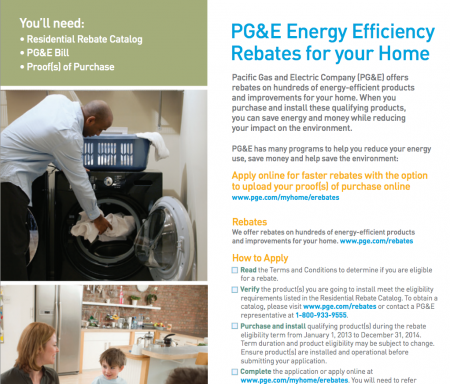 You'll need:
• Residential Rebate Catalog
• PG&E Bill
• Proof(s) of Purchase
PG&E Energy Efficiency
Rebates for your Home
Pacific Gas and Electric Company (PG&E) offers
rebates on hundreds of energy-efficient products
and improvements for your home. When you
purchase and install these qualifying products,
you can save energy and money while reducing
your impact on the environment.
PG&E has many programs to help you reduce your energy
use, save money and help save the environment:
Apply online for faster rebates with the option
to upload your proof(s) of purchase online
www.pge.com/myhome/erebates
Rebates
We offer rebates on hundreds of energy-efficient products
and improvements for your home. www.pge.com/rebates
How to Apply
Read the Terms and Conditions to determine if you are eligible
for a rebate.
Verify the product(s) you are going to install meet the eligibility
requirements listed in the Residential Rebate Catalog. To obtain a
catalog, please visit www.pge.com/rebates or contact a PG&E
representative at 1-800-933-9555.
Purchase and install qualifying product(s) during the rebate
eligibility term from January 1, 2013 to December 31, 2014.
Term duration and product eligibility may be subject to change.
Ensure product(s) are installed and operational before
submitting your application.
Complete the application or apply online at
www.pge.com/myhome/erebates. You will need to refer